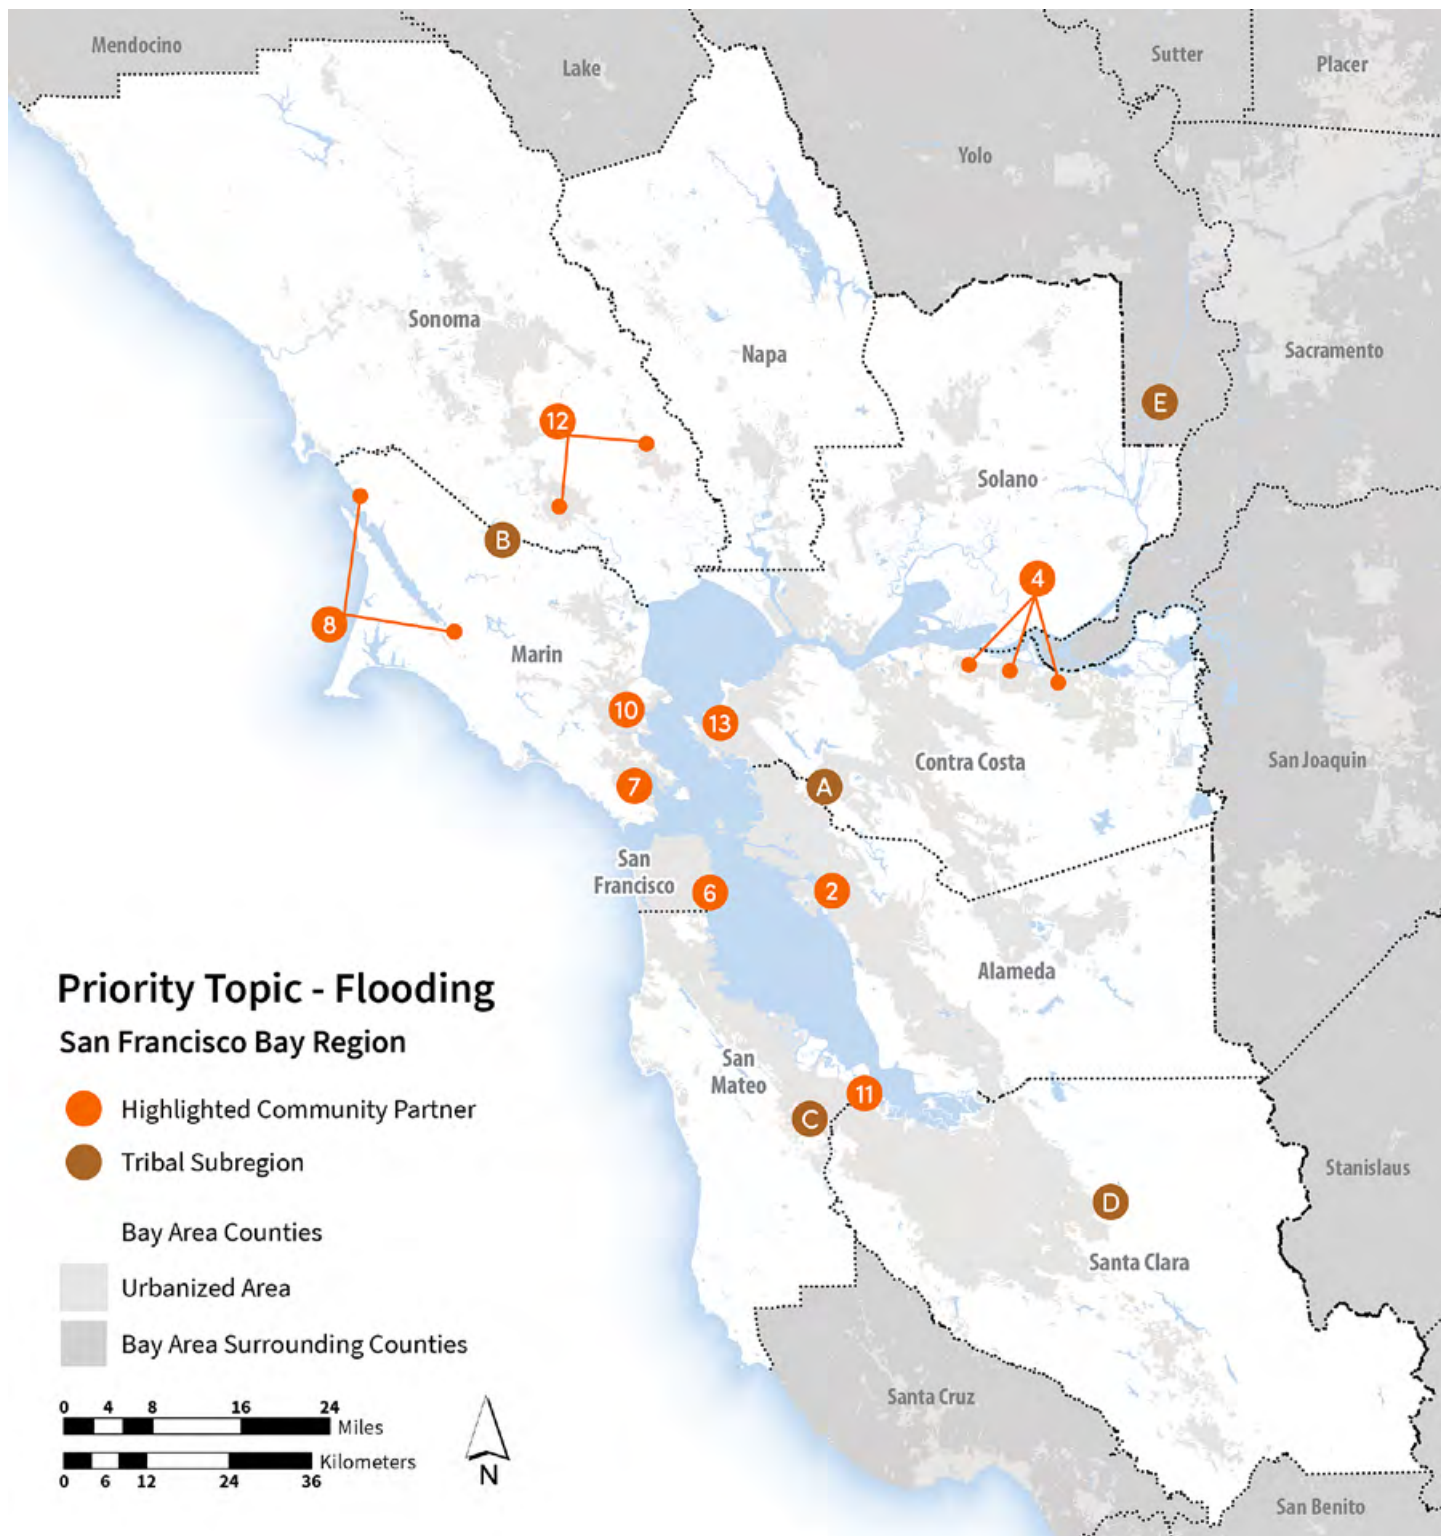 Mendocino
Lake
Sutter
Placer
Yolo
Sonoma
Napa
Sacramento
E
12
Solano
B
4
8
Marin
10
13
Contra Costa
San Joaquin
7
A
San
Francisco
6
2
Alameda
Priority Topic - Flooding
San Francisco Bay Region
San
Mateo
11
C
Highlighted Community Partner
Tribal Subregion
Stanislaus
D
Santa Clara
Bay Area Counties
Urbanized Area
Bay Area Surrounding Counties
Santa Cruz
0 4 8 16 24
Miles
Kilometers
0 6 12 24 36
N
San Benito